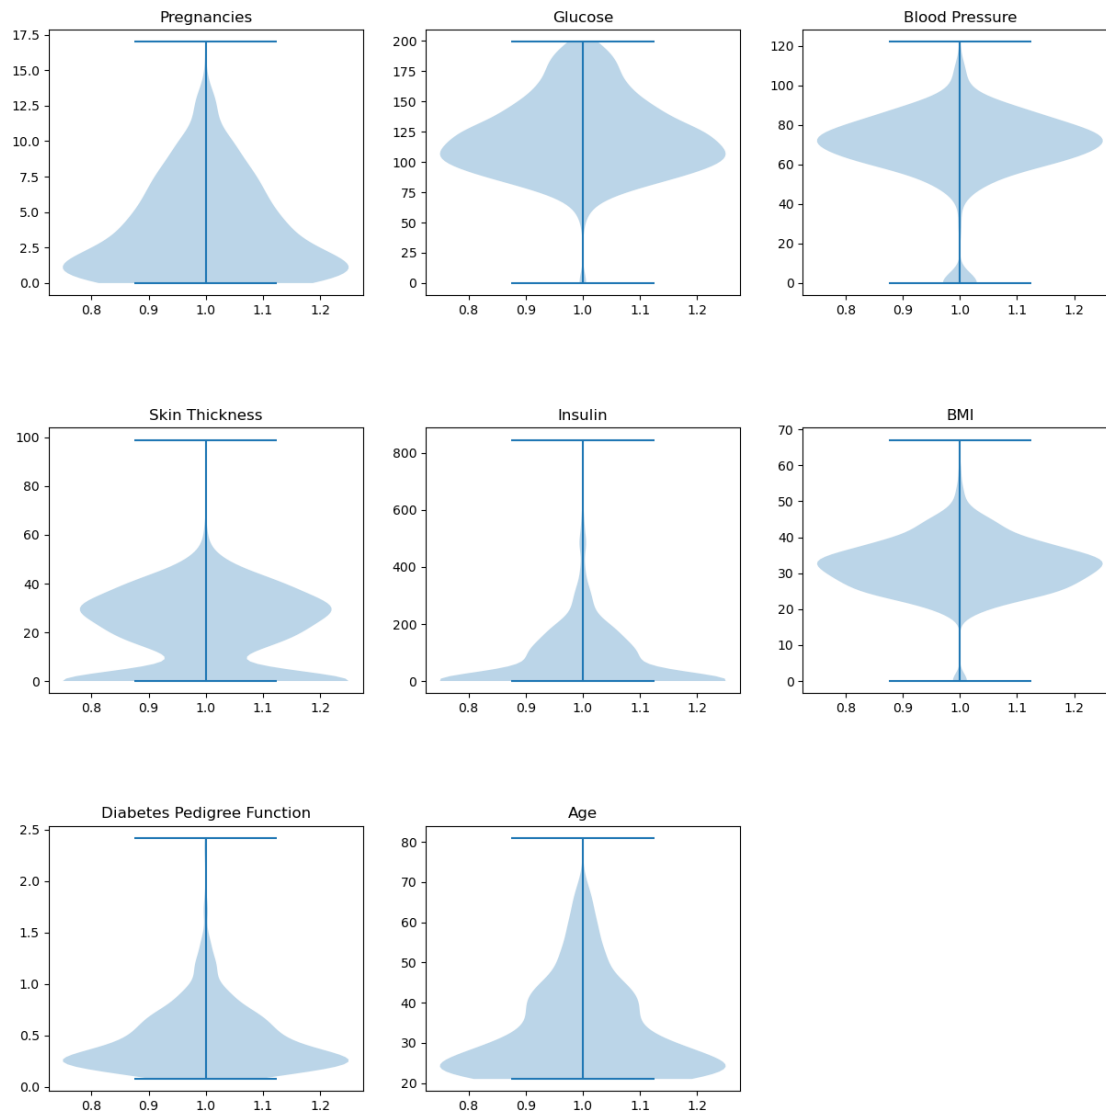 Pregnancies Glucose Blood Pressure
17.5 200 120
15.0 175 100
12.5 150 80
10.0 125 60
7.5 100 40
5.0 75 20
2.5 50 0
0.0 25
0
0.8 0.9 1.0 1.1 1.2 0.8 0.9 1.0 1.1 1.2 0.8 0.9 1.0 1.1 1.2
Skin Thickness Insulin BMI
100 800 70
80 600 60
60 400 50
40 200 40
20 0 30
0 20
10
0
0.8 0.9 1.0 1.1 1.2 0.8 0.9 1.0 1.1 1.2 0.8 0.9 1.0 1.1 1.2
Diabetes Pedigree Function Age
2.5 80
2.0 70
1.5 60
1.0 50
0.5 40
0.0 30
20
0.8 0.9 1.0 1.1 1.2 0.8 0.9 1.0 1.1 1.2